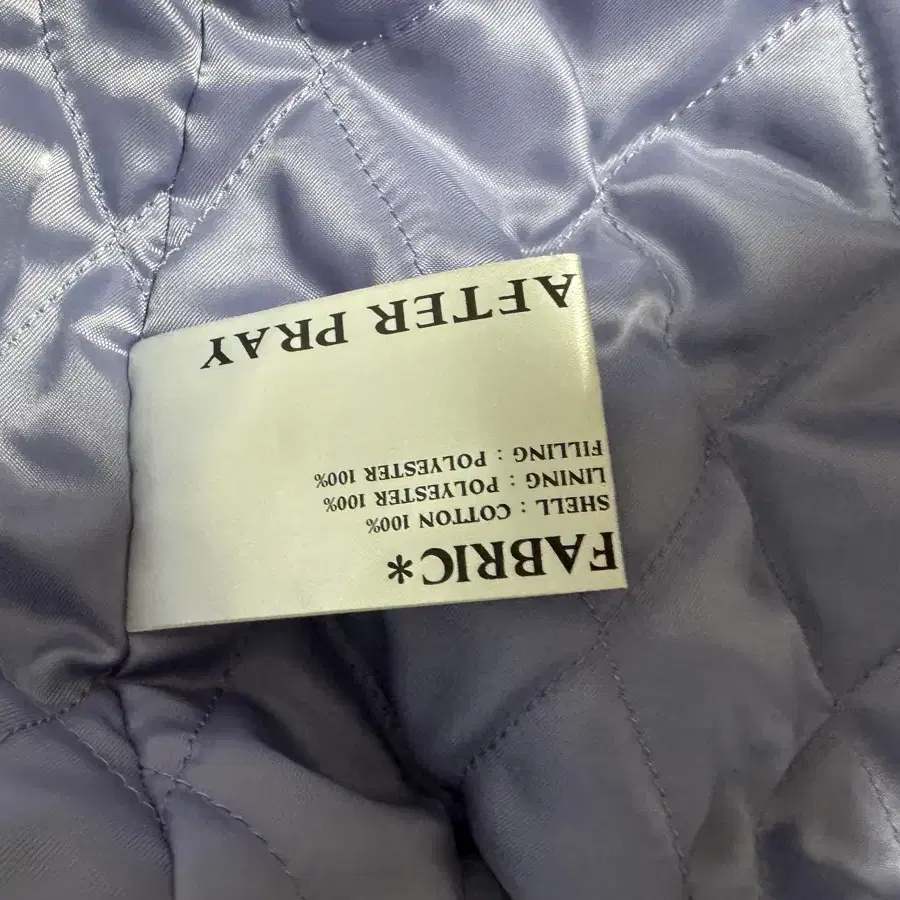 FABRIC*
SHELL : COTTON 100%
LINING : POLYESTER 100%
FILLING : POLYESTER 100%
AFTER PRAY